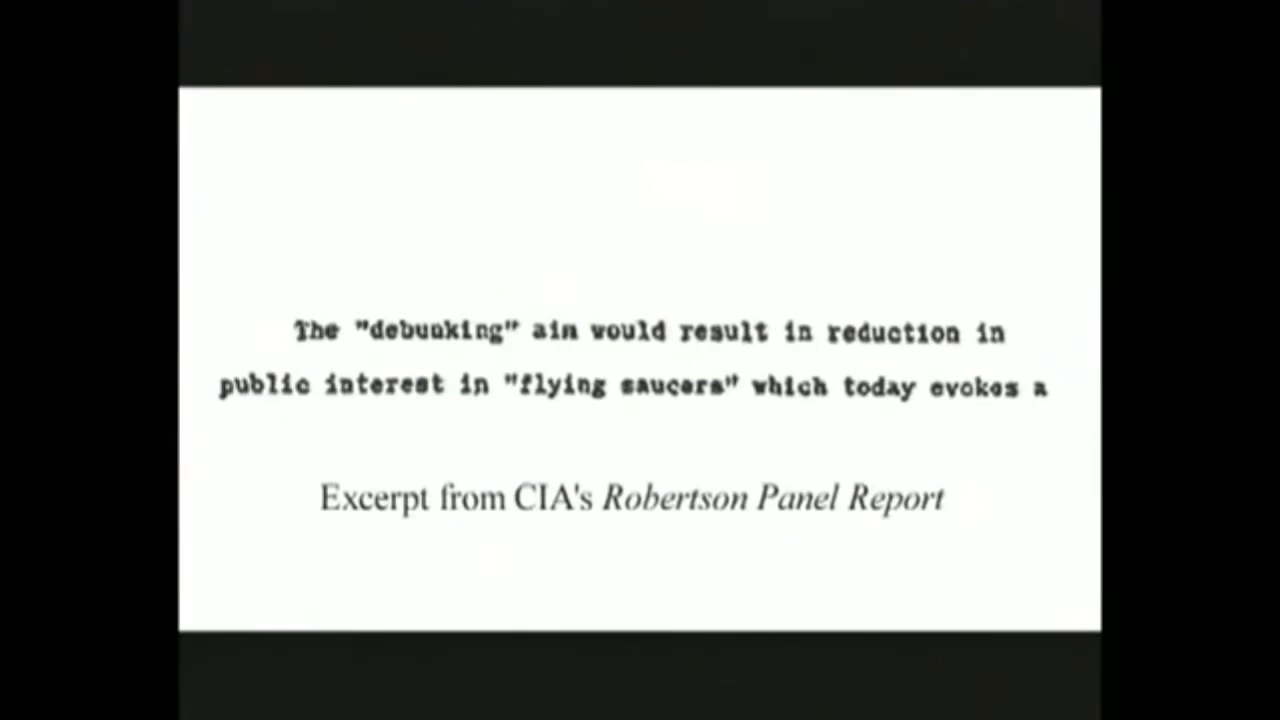 The "debunking" aim would result in reduction in
public interest in "flying saucers" which today evokes a
Excerpt from CIA's Robertson Panel Report